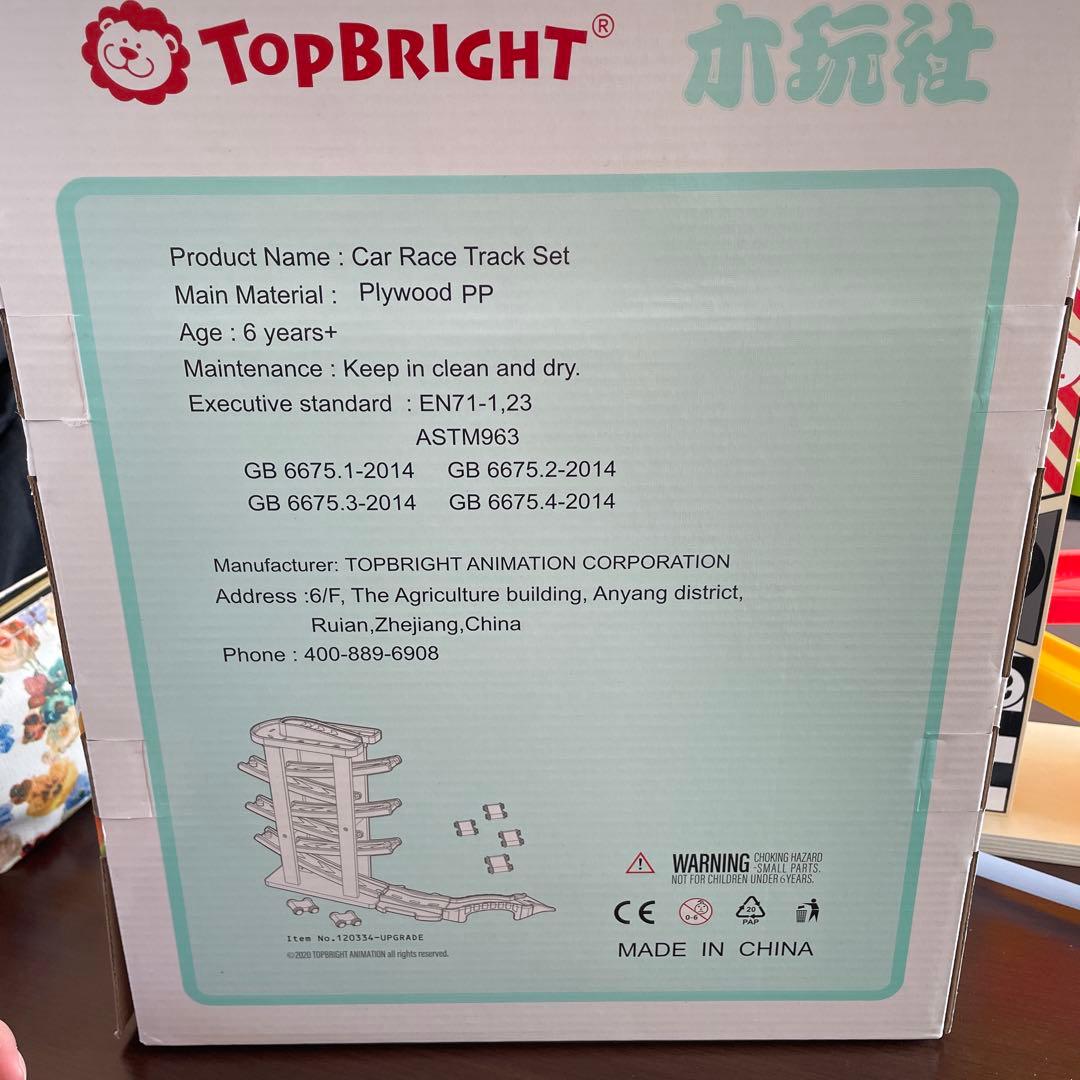 TOPBRIGHT® 木玩社
Product Name : Car Race Track Set
Main Material : Plywood PP
Age : 6 years+
Maintenance : Keep in clean and dry.
Executive standard : EN71-1,23
ASTM963
GB 6675.1-2014 GB 6675.2-2014
GB 6675.3-2014 GB 6675.4-2014
Manufacturer: TOPBRIGHT ANIMATION CORPORATION
Address :6/F, The Agriculture building, Anyang district,
Ruian,Zhejiang,China
Phone : 400-889-6908
WARNING CHOKING HAZARD
-SMALL PARTS.
NOT FOR CHILDREN UNDER 6 YEARS.
CE 0-6 20 PAP
MADE IN CHINA
Item No.120334-UPGRADE
©2020 TOPBRIGHT ANIMATION all rights reserved.